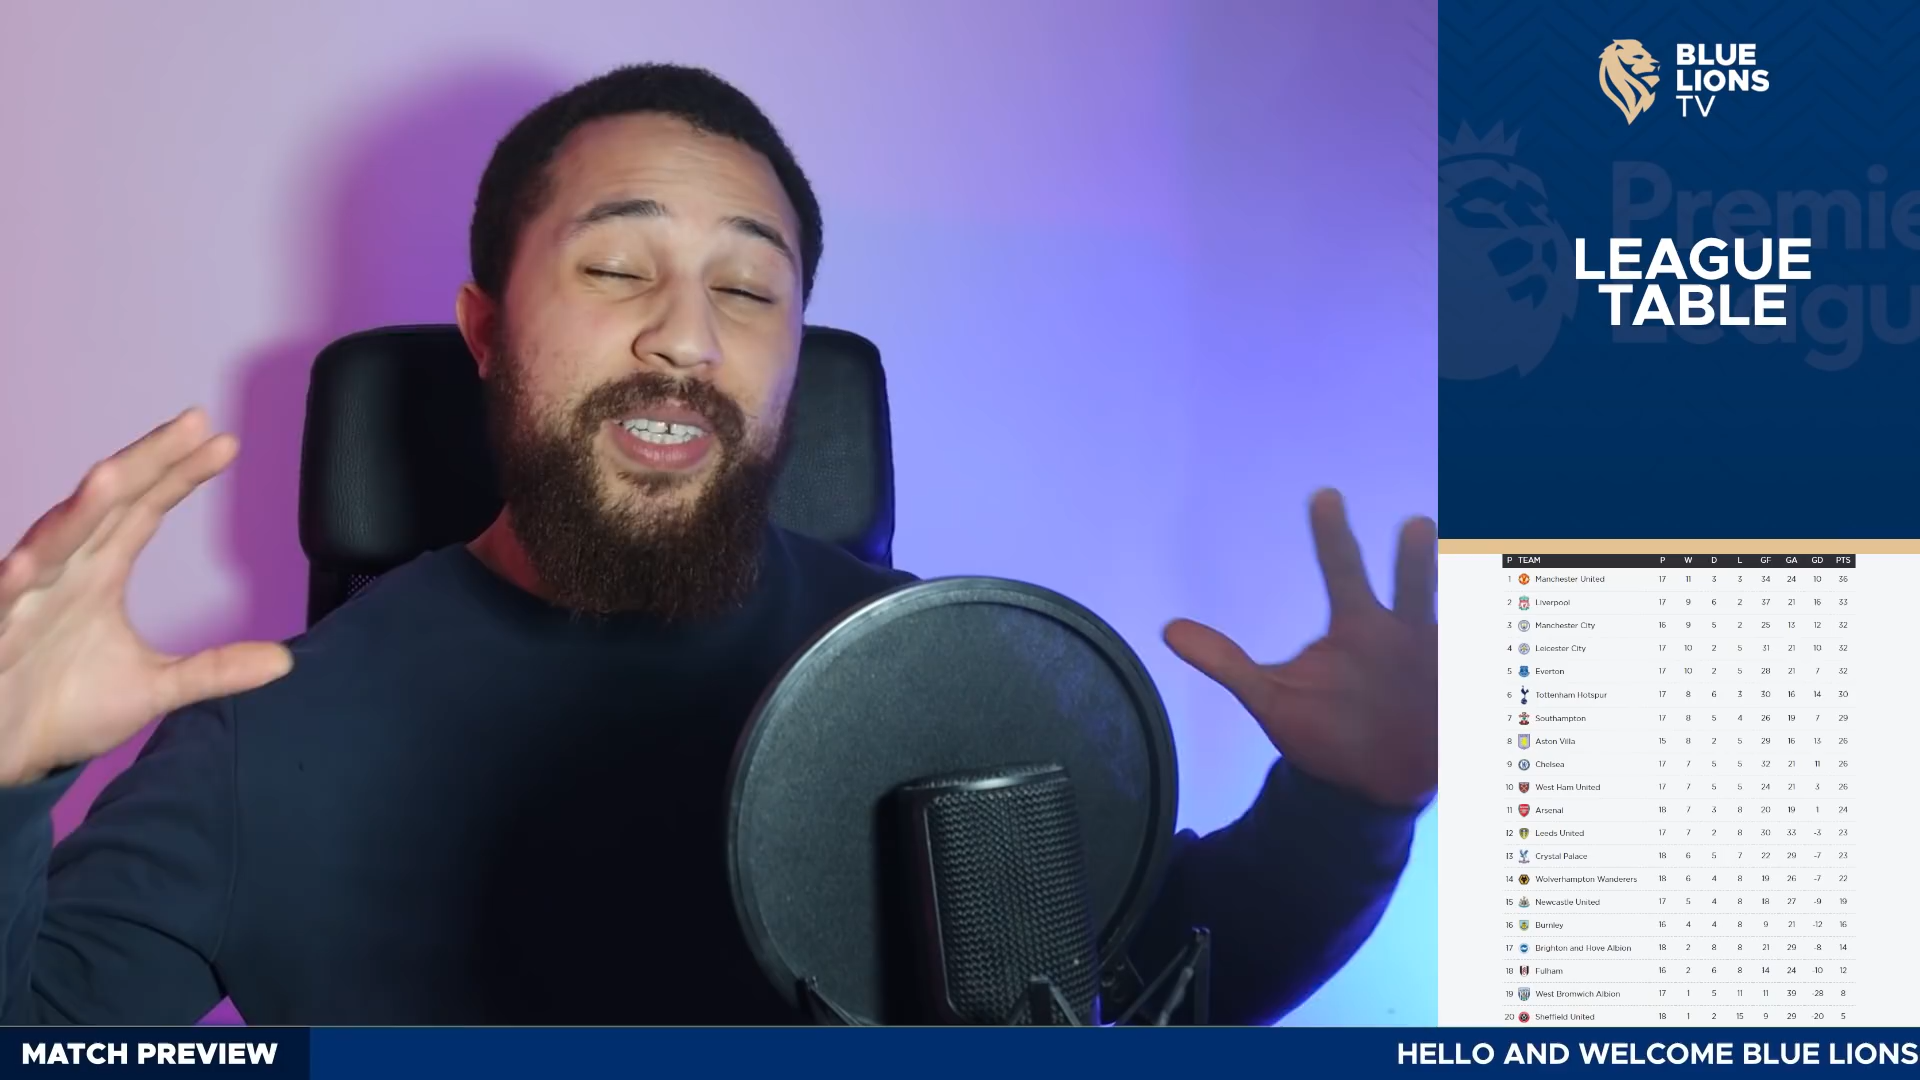 BLUE
LIONS
TV
Premie
League
LEAGUE
TABLE
P TEAM P W D L GF GA GD PTS
1 Manchester United 17 11 3 3 34 24 10 36
2 Liverpool 17 9 6 2 37 21 16 33
3 Manchester City 16 9 5 2 25 13 12 32
4 Leicester City 17 10 2 5 31 21 10 32
5 Everton 17 10 2 5 28 21 7 32
6 Tottenham Hotspur 17 8 6 3 30 16 14 30
7 Southampton 17 8 5 4 26 19 7 29
8 Aston Villa 15 8 2 5 29 16 13 26
9 Chelsea 17 7 5 5 32 21 11 26
10 West Ham United 17 7 5 5 24 21 3 26
11 Arsenal 18 7 3 8 20 19 1 24
12 Leeds United 17 7 2 8 30 33 -3 23
13 Crystal Palace 18 6 5 7 22 29 -7 23
14 Wolverhampton Wanderers 18 6 4 8 19 26 -7 22
15 Newcastle United 17 5 4 8 18 27 -9 19
16 Burnley 16 4 4 8 9 21 -12 16
17 Brighton and Hove Albion 18 2 8 8 21 29 -8 14
18 Fulham 16 2 6 8 14 24 -10 12
19 West Bromwich Albion 17 1 5 11 11 39 -28 8
20 Sheffield United 18 1 2 15 9 29 -20 5
MATCH PREVIEW
HELLO AND WELCOME BLUE LIONS